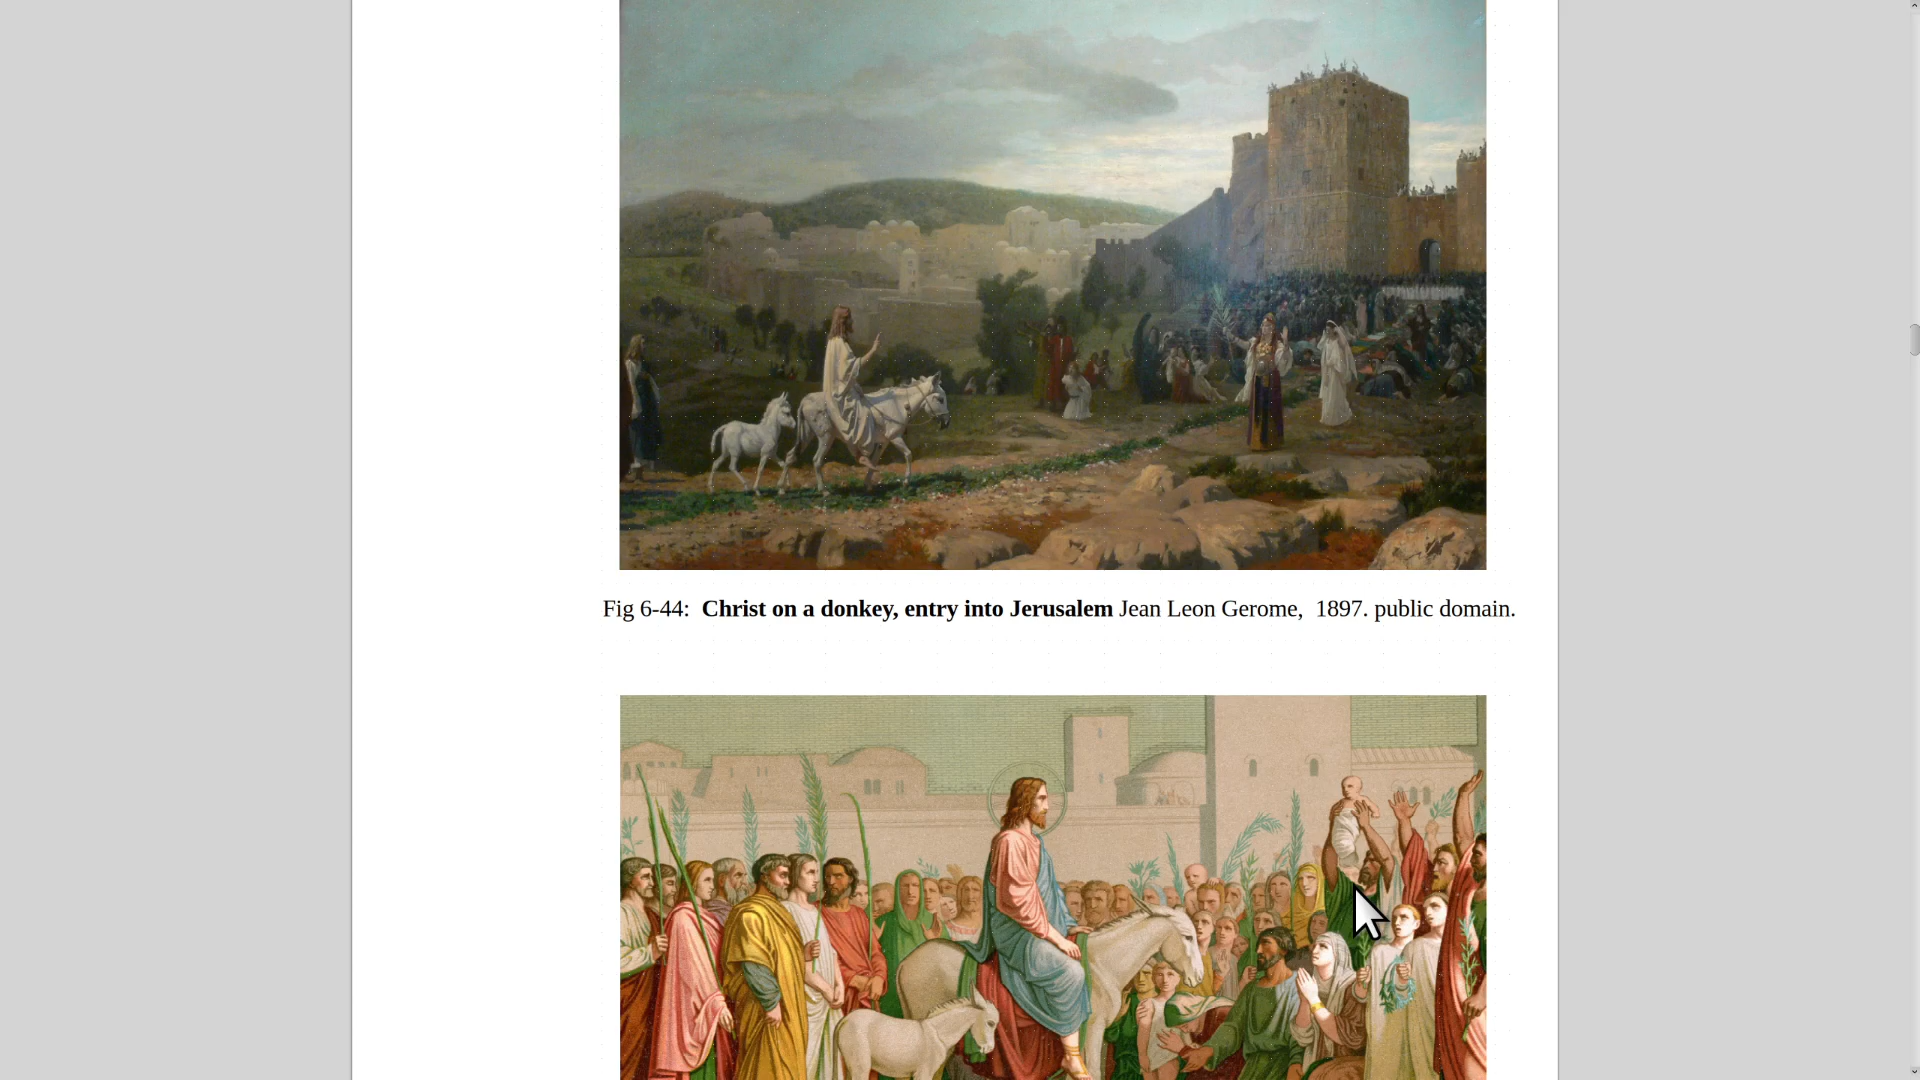 Fig 6-44:  Christ on a donkey, entry into Jerusalem Jean Leon Gerome,  1897. public domain.